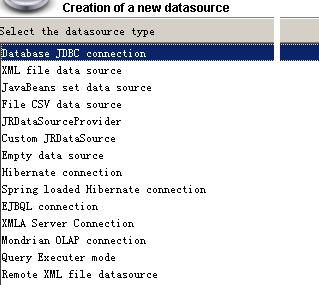 Creation of a new datasource
Select the datasource type
Database JDBC connection
XML file data source
JavaBeans set data source
File CSV data source
JRDataSourceProvider
Custom JRDataSource
Empty data source
Hibernate connection
Spring loaded Hibernate connection
EJBQL connection
XMLA Server Connection
Mondrian OLAP connection
Query Executer mode
Remote XML file datasource